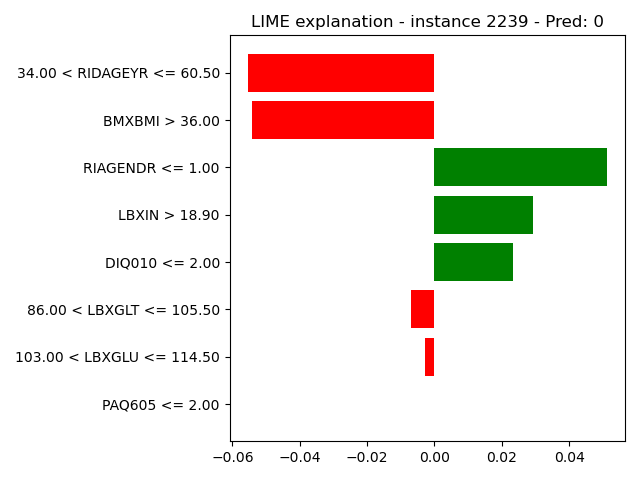 LIME explanation - instance 2239 - Pred: 0
34.00 < RIDAGEYR <= 60.50
BMXBMI > 36.00
RIAGENDR <= 1.00
LBXIN > 18.90
DIQ010 <= 2.00
86.00 < LBXGLT <= 105.50
103.00 < LBXGLU <= 114.50
PAQ605 <= 2.00
−0.06 −0.04 −0.02 0.00 0.02 0.04